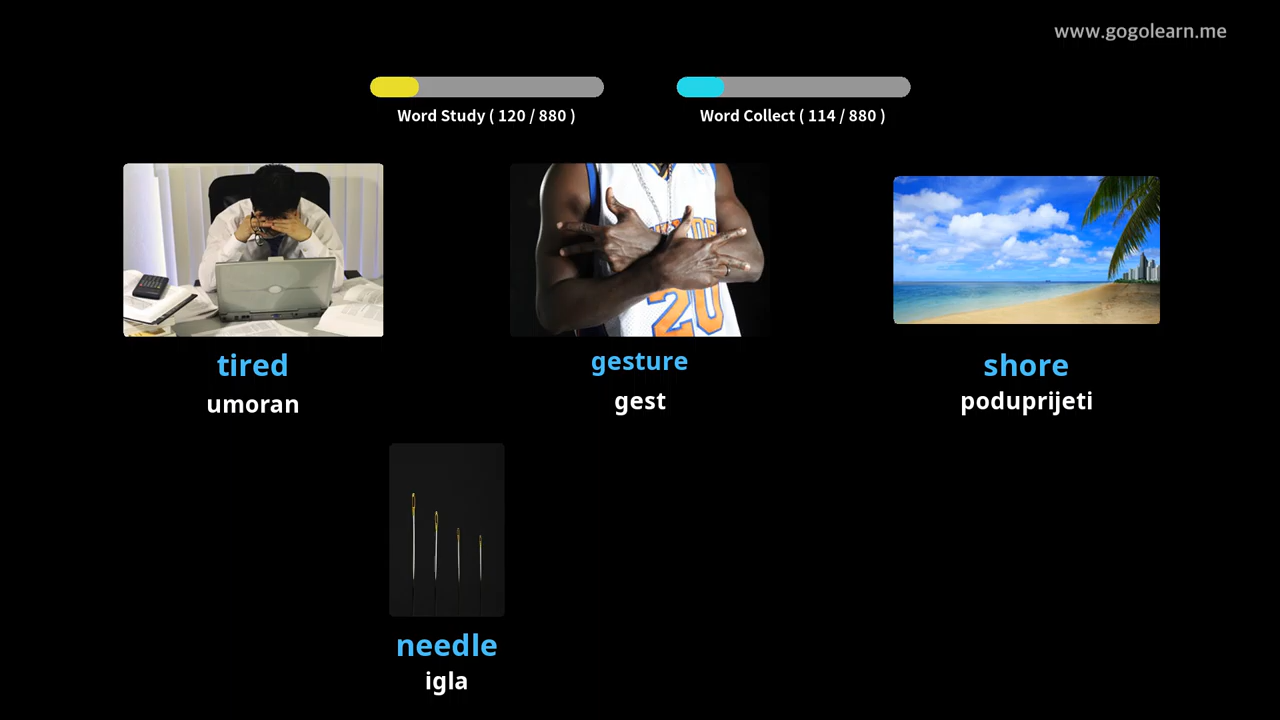 www.gogolearn.me
Word Study ( 120 / 880 )
Word Collect ( 114 / 880 )
20
tired
gesture
shore
umoran
gest
poduprijeti
needle
igla